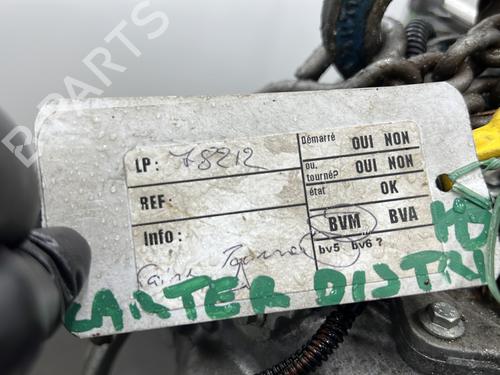 B-PARTS
LP: 78212
Démarré OUI NON
ou, tourné? OUI NON
REF:
état OK
BVM BVA
Info:
bv5 bv6 ?
CARTER DISTRI